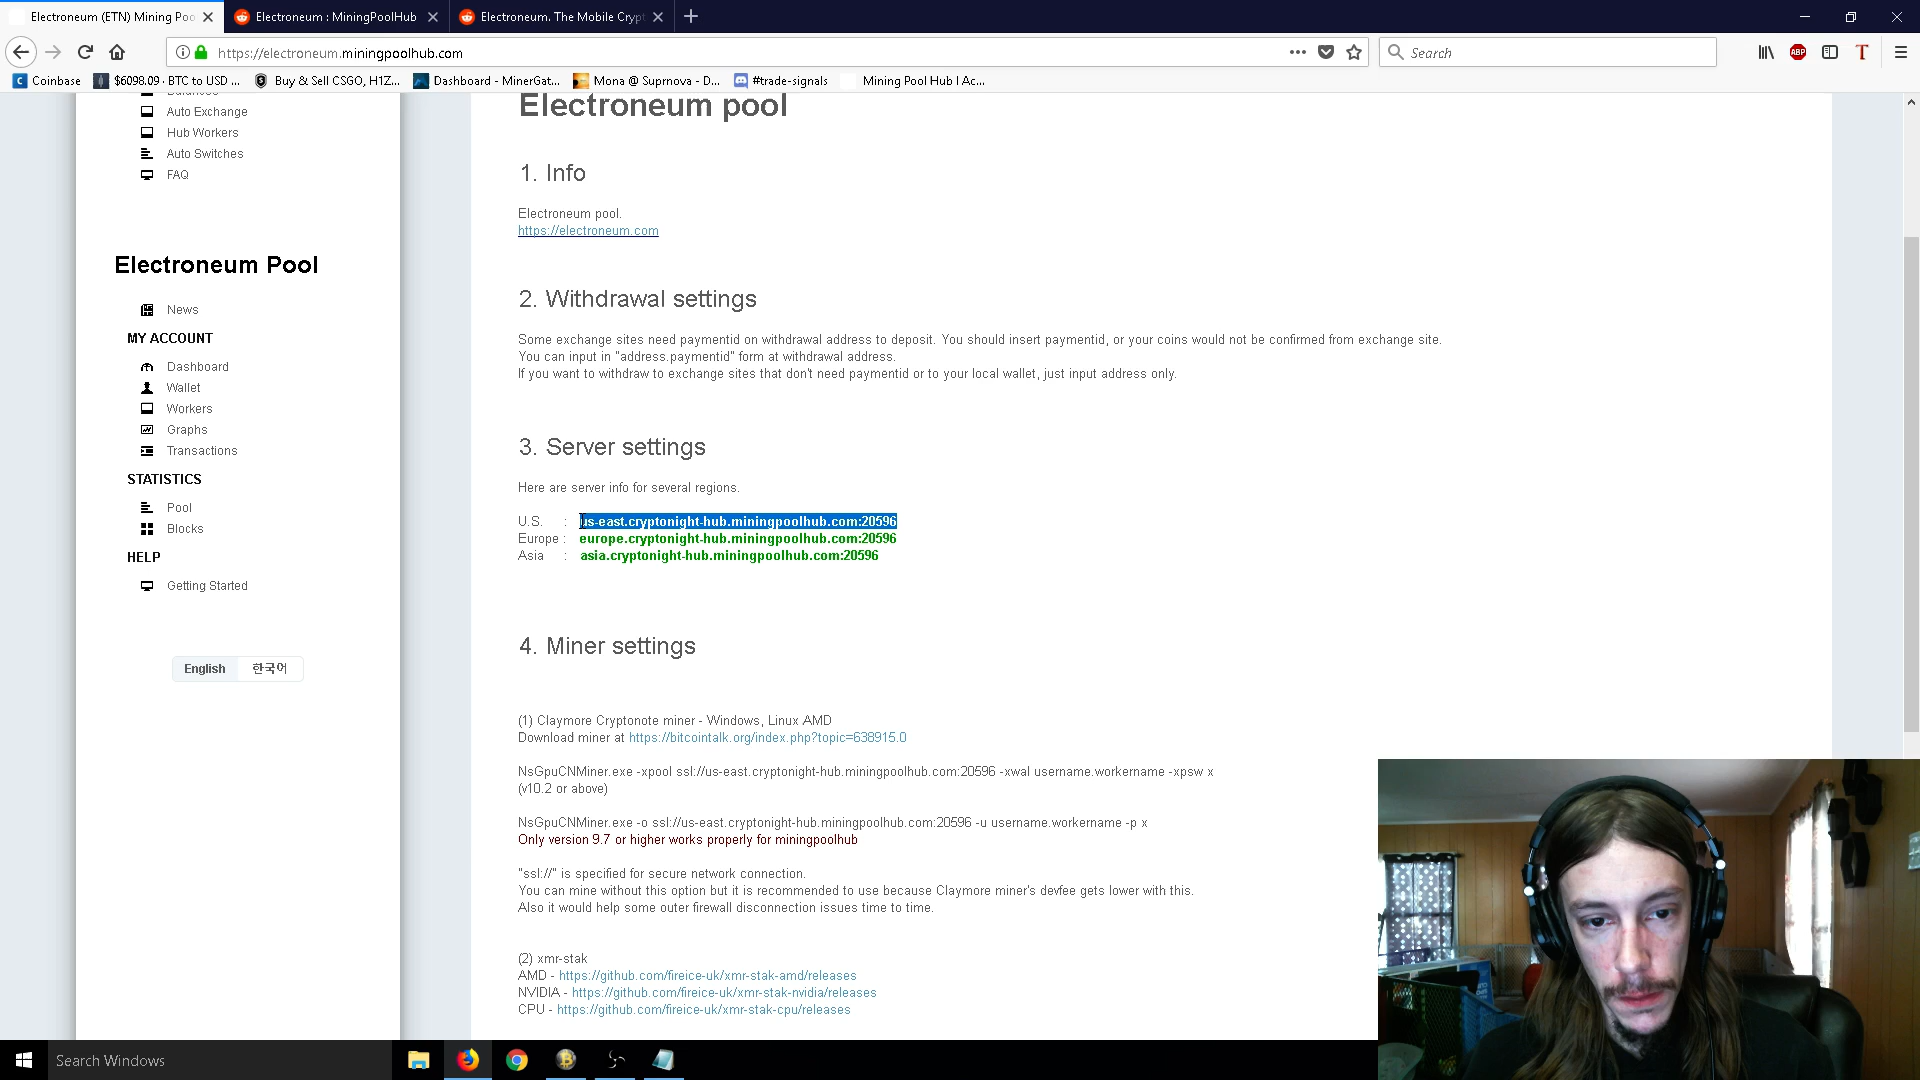 Electroneum (ETN) Mining Poo
Electroneum : MiningPoolHub
Electroneum. The Mobile Crypt
https://electroneum.miningpoolhub.com
Search
Coinbase
$6098.09 · BTC to USD ...
Buy & Sell CSGO, H1Z...
Dashboard - MinerGat...
Mona @ Suprnova - D...
#trade-signals
Mining Pool Hub | Ac...
ABP
Balances
Auto Exchange
Hub Workers
Auto Switches
FAQ
Electroneum Pool
News
MY ACCOUNT
Dashboard
Wallet
Workers
Graphs
Transactions
STATISTICS
Pool
Blocks
HELP
Getting Started
English 한국어
Electroneum pool
1. Info
Electroneum pool.
https://electroneum.com
2. Withdrawal settings
Some exchange sites need paymentid on withdrawal address to deposit. You should insert paymentid, or your coins would not be confirmed from exchange site.
You can input in "address.paymentid" form at withdrawal address.
If you want to withdraw to exchange sites that don't need paymentid or to your local wallet, just input address only.
3. Server settings
Here are server info for several regions.
U.S. : us-east.cryptonight-hub.miningpoolhub.com:20596
Europe : europe.cryptonight-hub.miningpoolhub.com:20596
Asia : asia.cryptonight-hub.miningpoolhub.com:20596
4. Miner settings
(1) Claymore Cryptonote miner - Windows, Linux AMD
Download miner at https://bitcointalk.org/index.php?topic=638915.0
NsGpuCNMiner.exe -xpool ssl://us-east.cryptonight-hub.miningpoolhub.com:20596 -xwal username.workername -xpsw x
(v10.2 or above)
NsGpuCNMiner.exe -o ssl://us-east.cryptonight-hub.miningpoolhub.com:20596 -u username.workername -p x
Only version 9.7 or higher works properly for miningpoolhub
"ssl://" is specified for secure network connection.
You can mine without this option but it is recommended to use because Claymore miner's devfee gets lower with this.
Also it would help some outer firewall disconnection issues time to time.
(2) xmr-stak
AMD - https://github.com/fireice-uk/xmr-stak-amd/releases
NVIDIA - https://github.com/fireice-uk/xmr-stak-nvidia/releases
CPU - https://github.com/fireice-uk/xmr-stak-cpu/releases
Search Windows